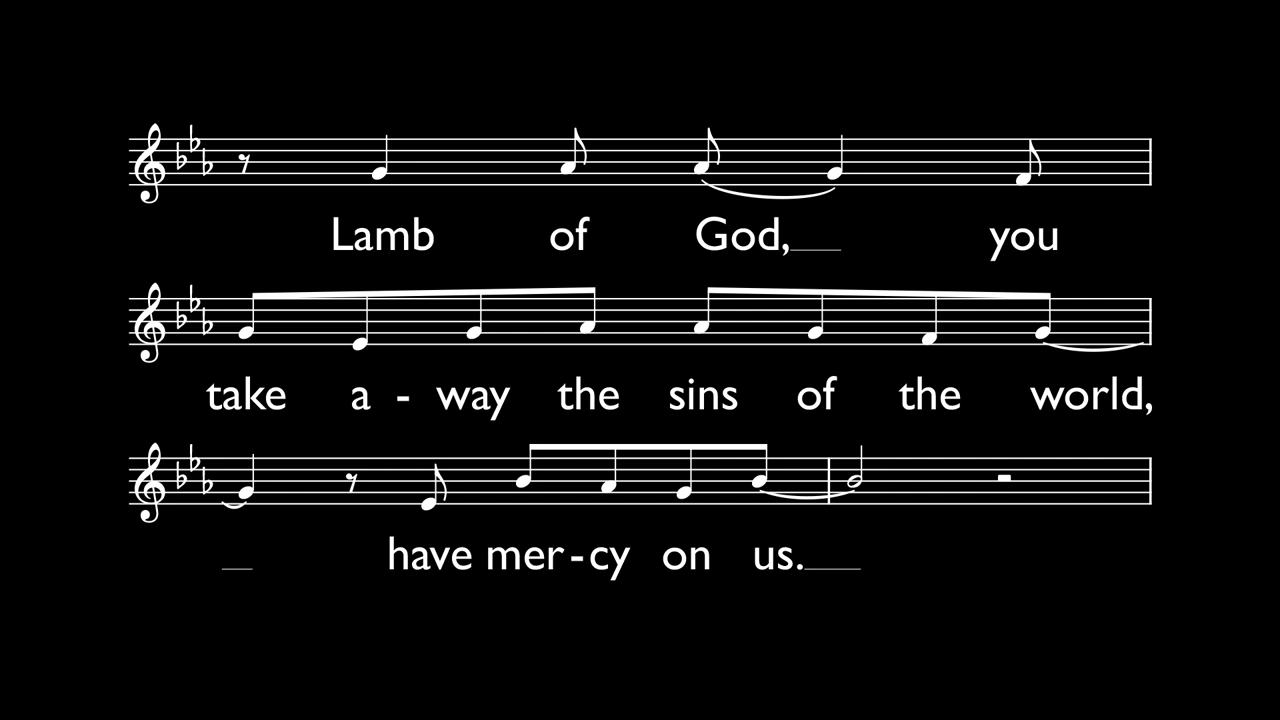 Lamb of God, you
take a - way the sins of the world,
have mer - cy on us.